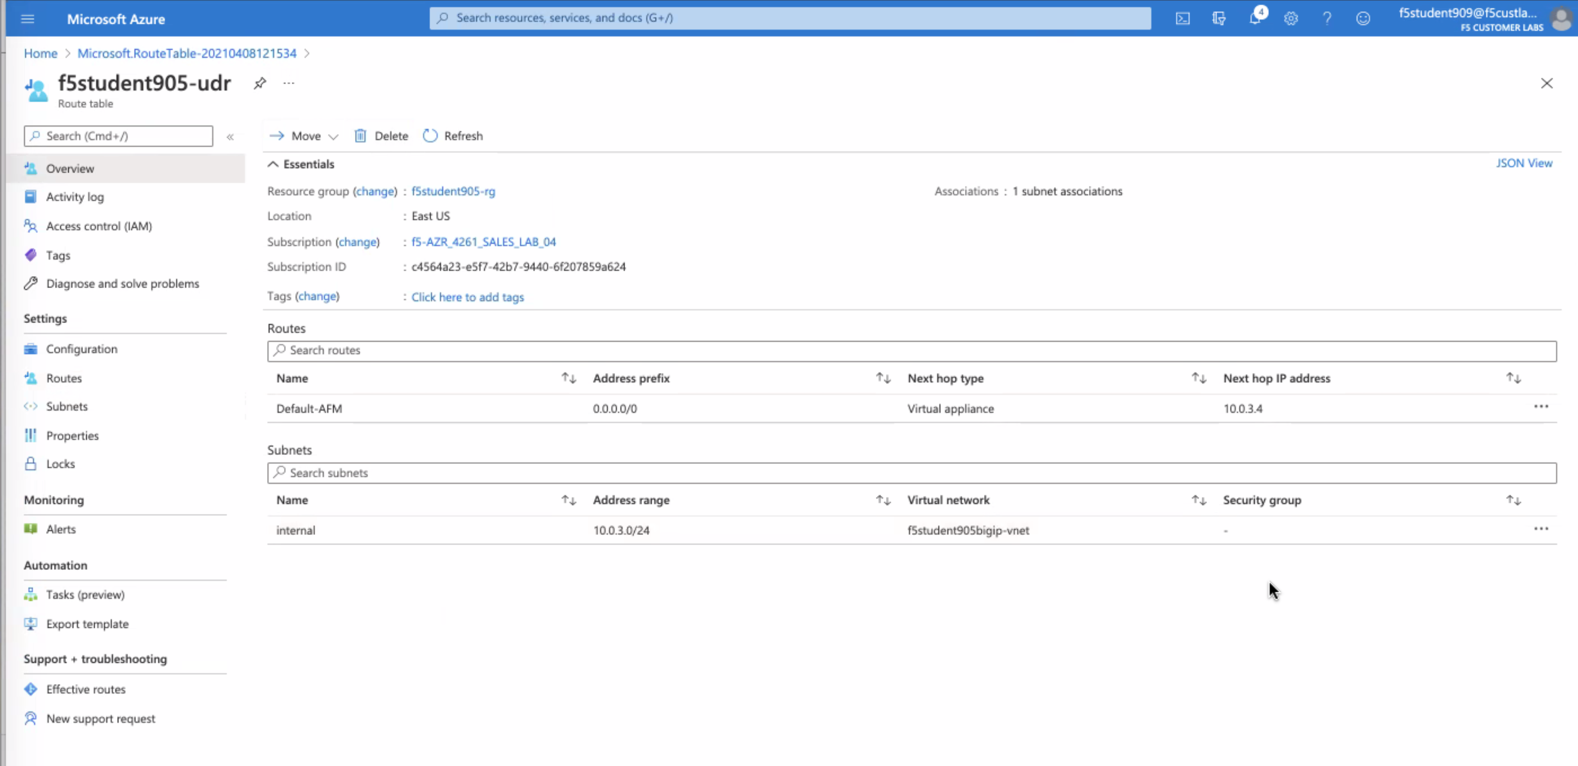 Microsoft Azure
Search resources, services, and docs (G+/)
4
f5student909@f5custla...
F5 CUSTOMER LABS
Home > Microsoft.RouteTable-20210408121534 >
f5student905-udr
Route table
Search (Cmd+/)
«
Move
Delete
Refresh
Overview
Activity log
Access control (IAM)
Tags
Diagnose and solve problems
Settings
Configuration
Routes
Subnets
Properties
Locks
Monitoring
Alerts
Automation
Tasks (preview)
Export template
Support + troubleshooting
Effective routes
New support request
Essentials
JSON View
Resource group (change) : f5student905-rg
Associations : 1 subnet associations
Location : East US
Subscription (change) : f5-AZR_4261_SALES_LAB_04
Subscription ID : c4564a23-e5f7-42b7-9440-6f207859a624
Tags (change) : Click here to add tags
Routes
Search routes
Name Address prefix Next hop type Next hop IP address
Default-AFM 0.0.0.0/0 Virtual appliance 10.0.3.4 ...
Subnets
Search subnets
Name Address range Virtual network Security group
internal 10.0.3.0/24 f5student905bigip-vnet - ...